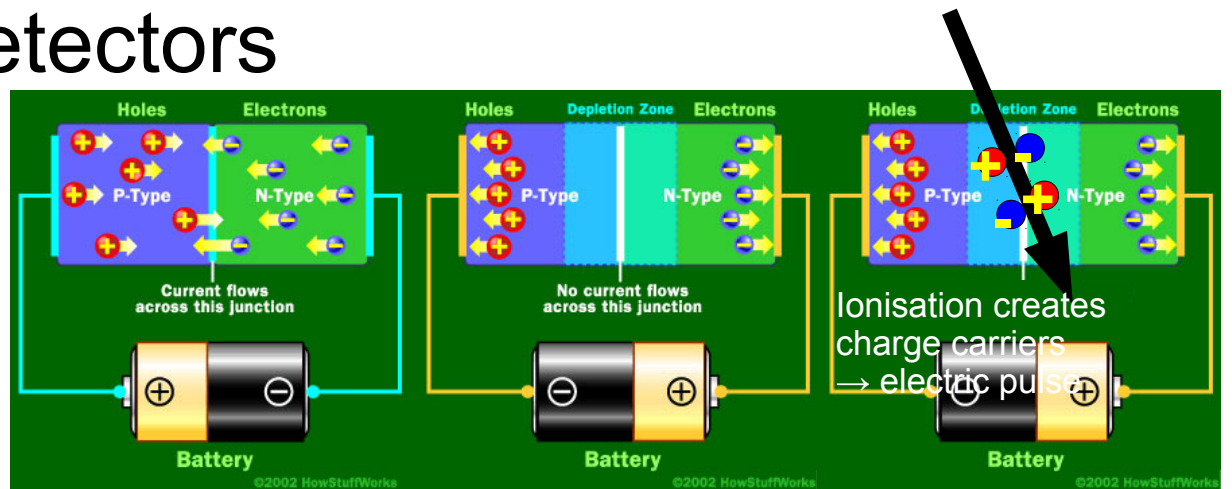 etectors
Holes Electrons
P-Type N-Type
Current flows
across this junction
+ -
Battery
©2002 HowStuffWorks
Holes Depletion Zone Electrons
P-Type N-Type
No current flows
across this junction
- +
Battery
©2002 HowStuffWorks
Holes Depletion Zone Electrons
P-Type N-Type
Ionisation creates
charge carriers
→ electric pulse
- +
Battery
©2002 HowStuffWorks